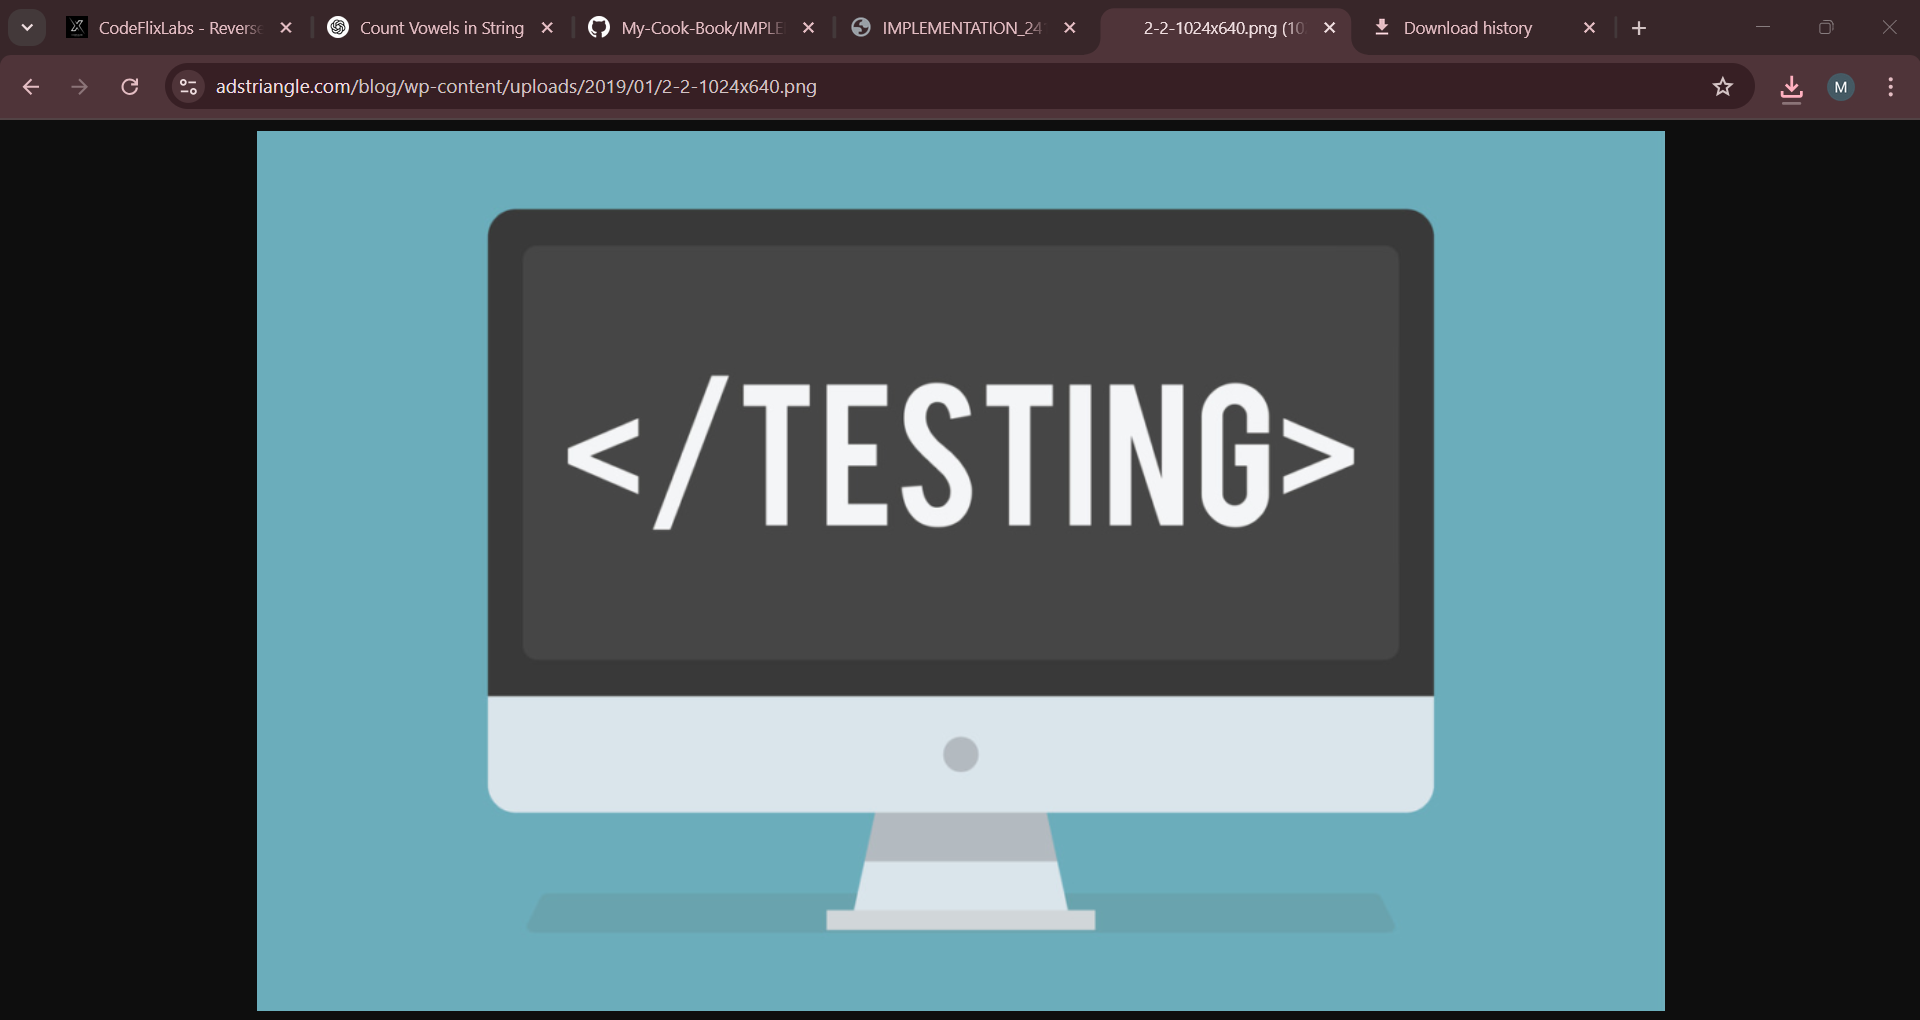 CodeFlixLabs - Reverse
Count Vowels in String
My-Cook-Book/IMPLE
IMPLEMENTATION_24
2-2-1024x640.png (10
Download history
adstriangle.com/blog/wp-content/uploads/2019/01/2-2-1024x640.png
M
</TESTING>